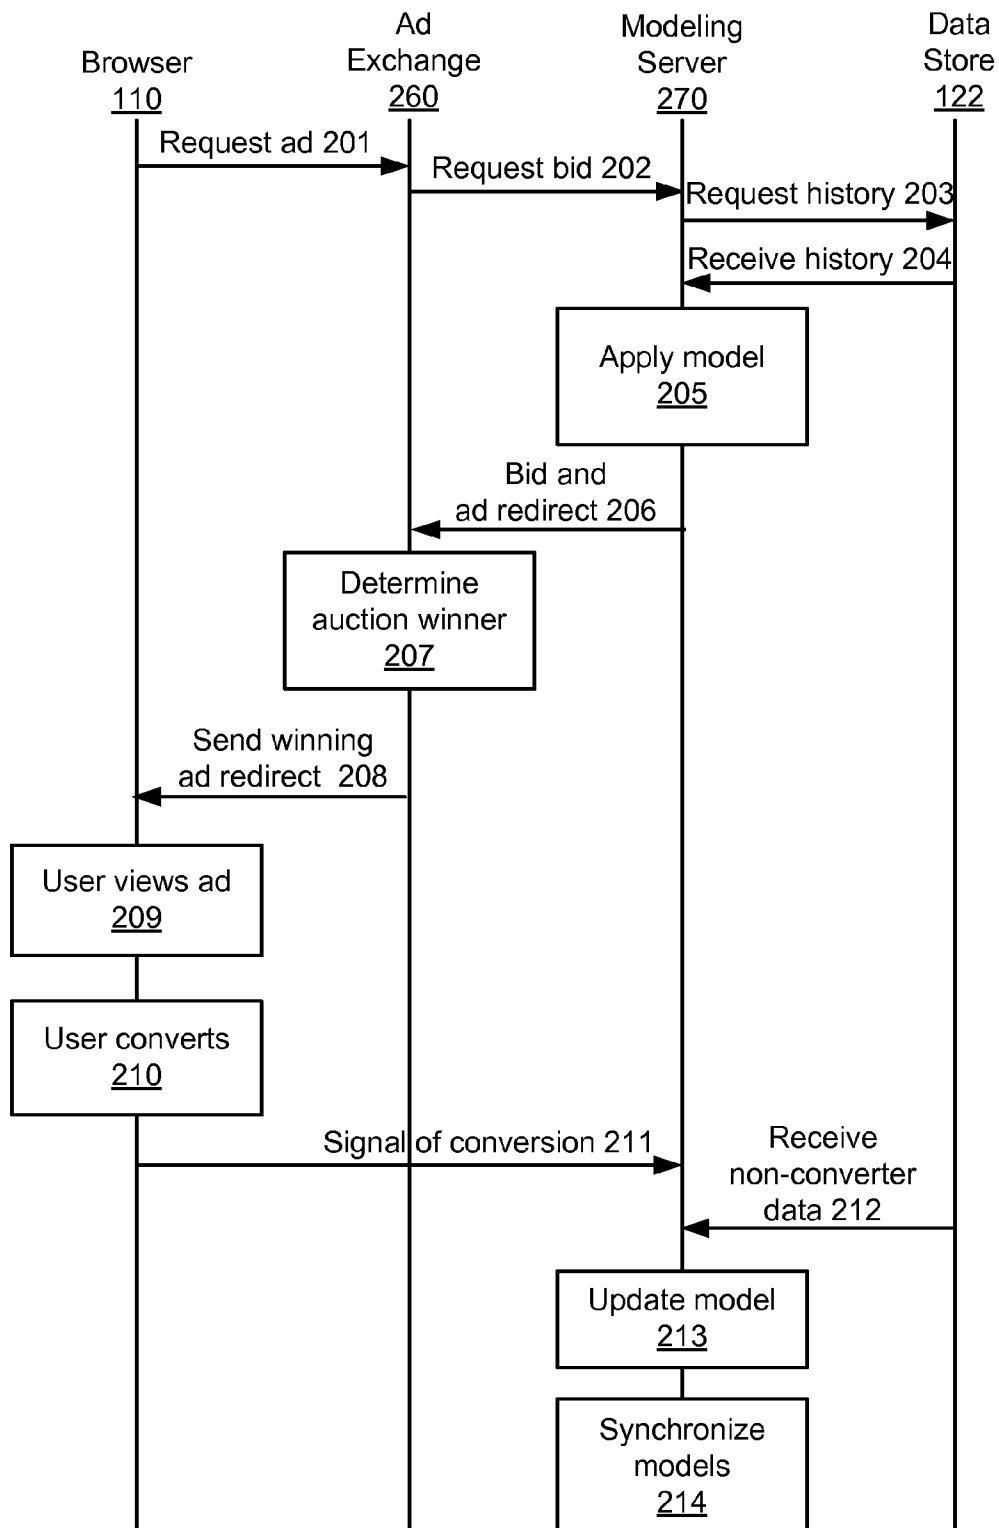 Browser
110
Ad
Exchange
260
Modeling
Server
270
Data
Store
122
Request ad 201
Request bid 202
Request history 203
Receive history 204
Apply model
205
Bid and
ad redirect 206
Determine
auction winner
207
Send winning
ad redirect 208
User views ad
209
User converts
210
Signal of conversion 211
Receive
non-converter
data 212
Update model
213
Synchronize
models
214